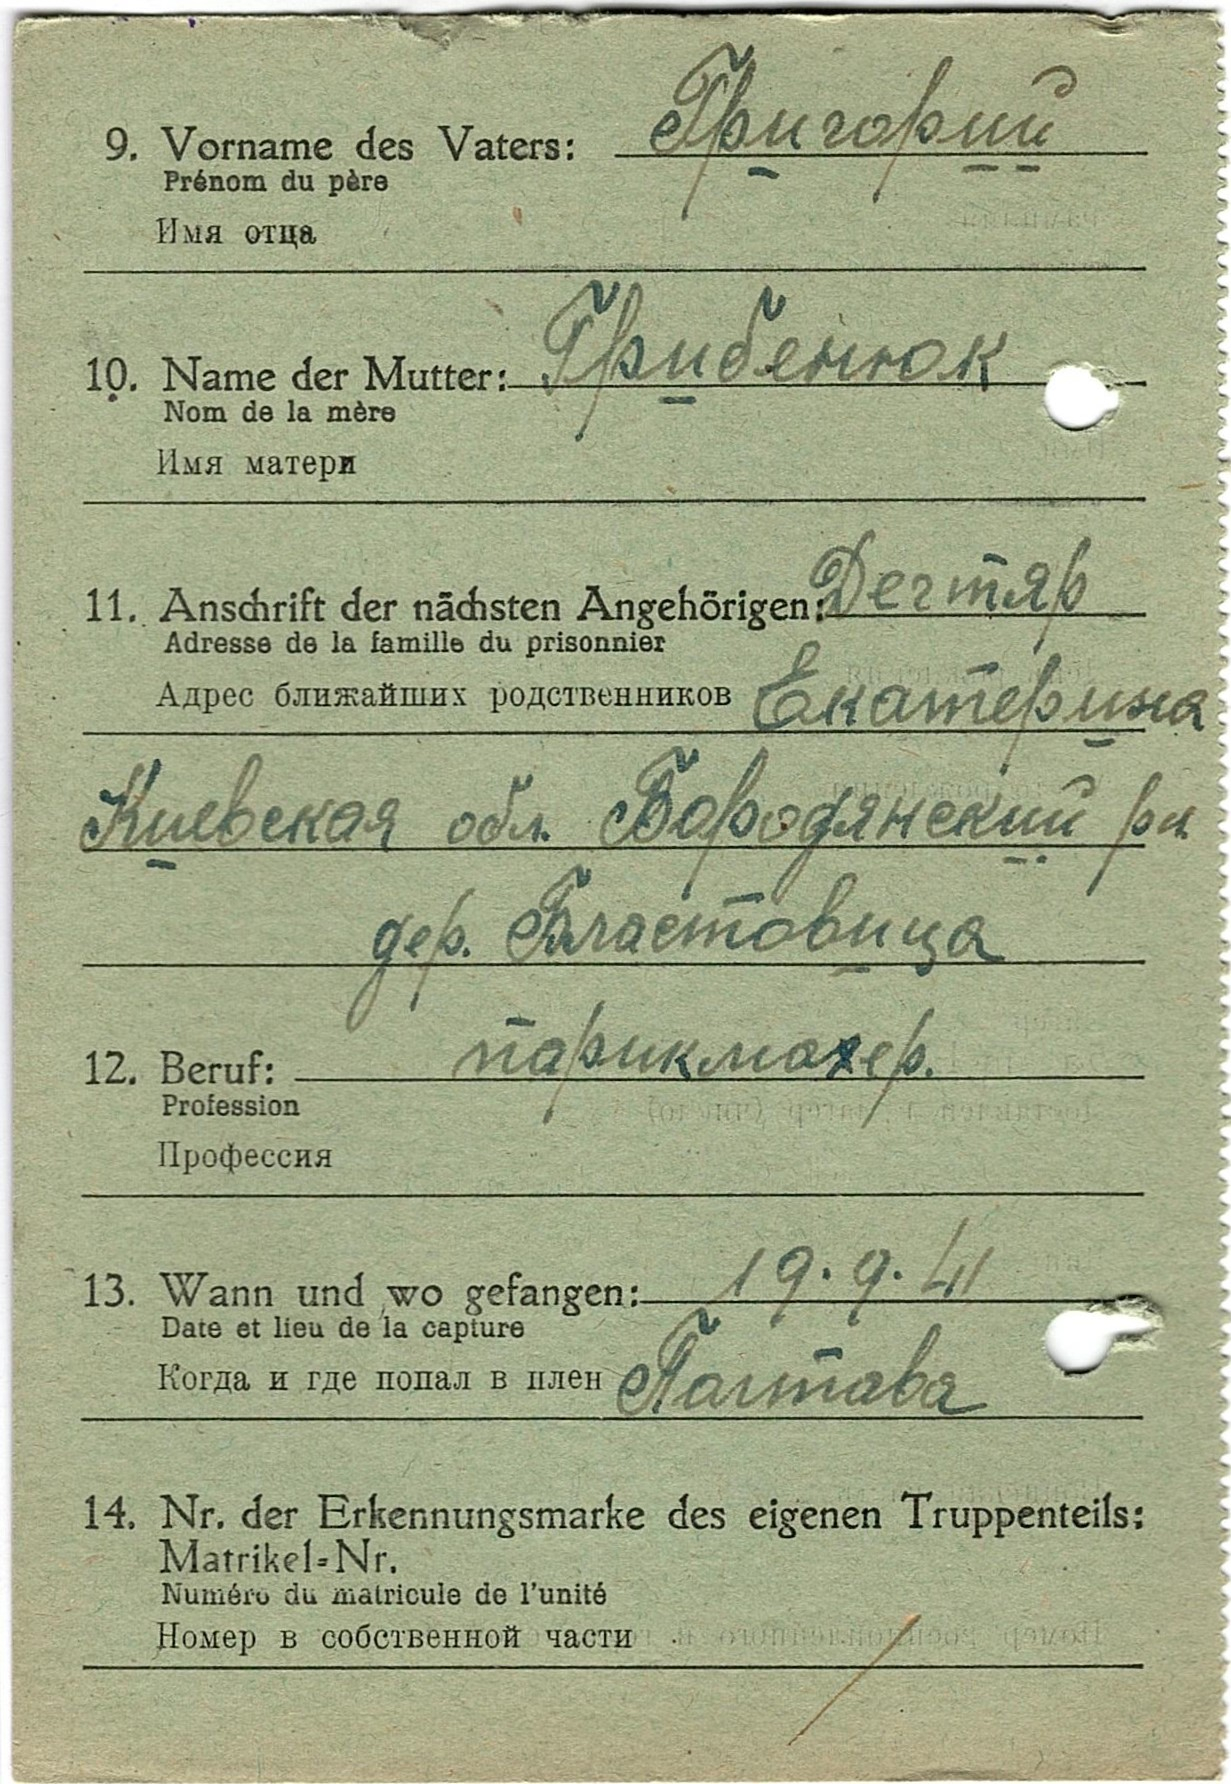 9. Vorname des Vaters: Григорий
Prénom du père
Имя отца
10. Name der Mutter: Грибенюк
Nom de la mère
Имя матери
11. Anschrift der nächsten Angehörigen: Дегтяр
Adresse de la famille du prisonnier
Адрес ближайших родственников Екатерина
Киевская обл. Бородянский рн
дер. Бластовица
12. Beruf: парикмахер.
Profession
Профессия
13. Wann und wo gefangen: 19.9.41
Date et lieu de la capture
Когда и где попал в плен Полтава
14. Nr. der Erkennungsmarke des eigenen Truppenteils:
Matrikel=Nr.
Numéro du matricule de l'unité
Номер в собственной части